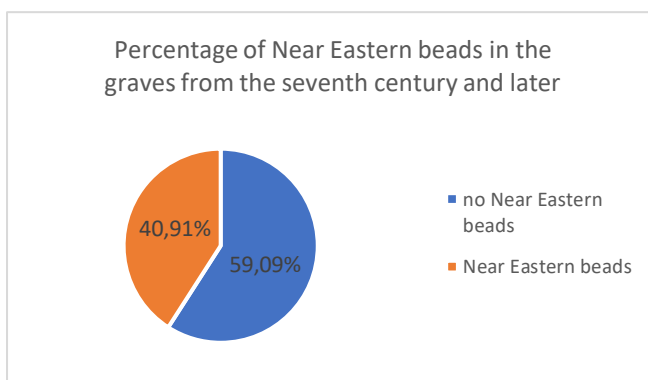 Percentage of Near Eastern beads in the
graves from the seventh century and later
40,91%
59,09%
no Near Eastern
beads
Near Eastern beads